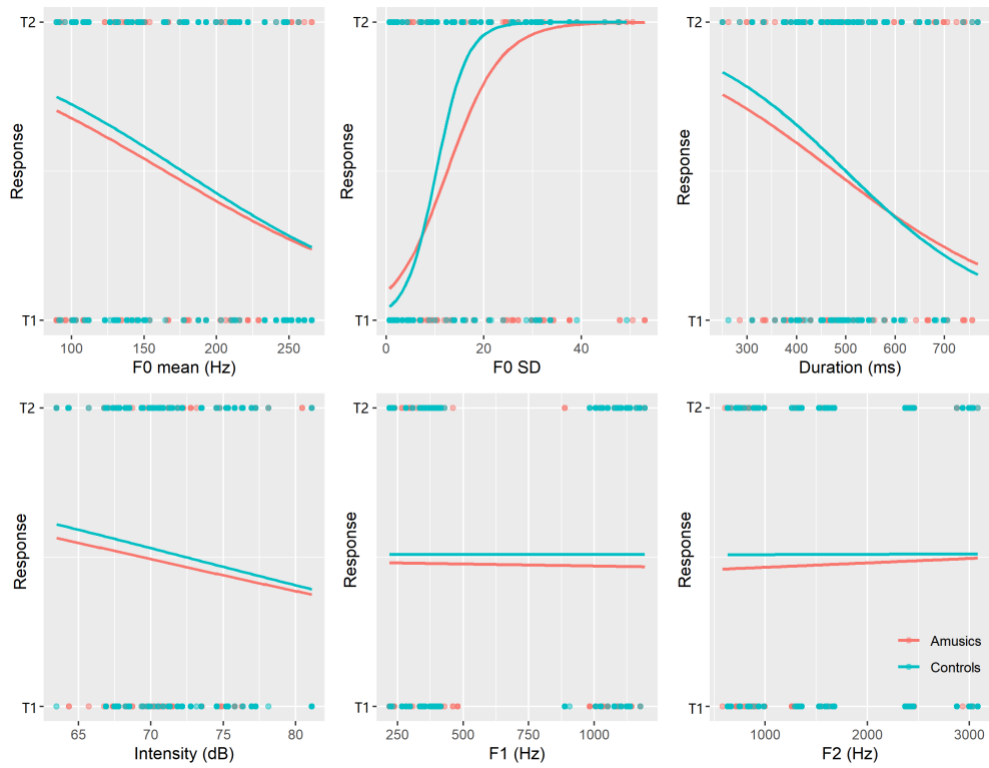 T2
Response
T1
100 150 200 250
F0 mean (Hz)
T2
Response
T1
0 20 40
F0 SD
T2
Response
T1
300 400 500 600 700
Duration (ms)
T2
Response
T1
65 70 75 80
Intensity (dB)
T2
Response
T1
250 500 750 1000
F1 (Hz)
T2
Response
Amusics
Controls
T1
1000 2000 3000
F2 (Hz)